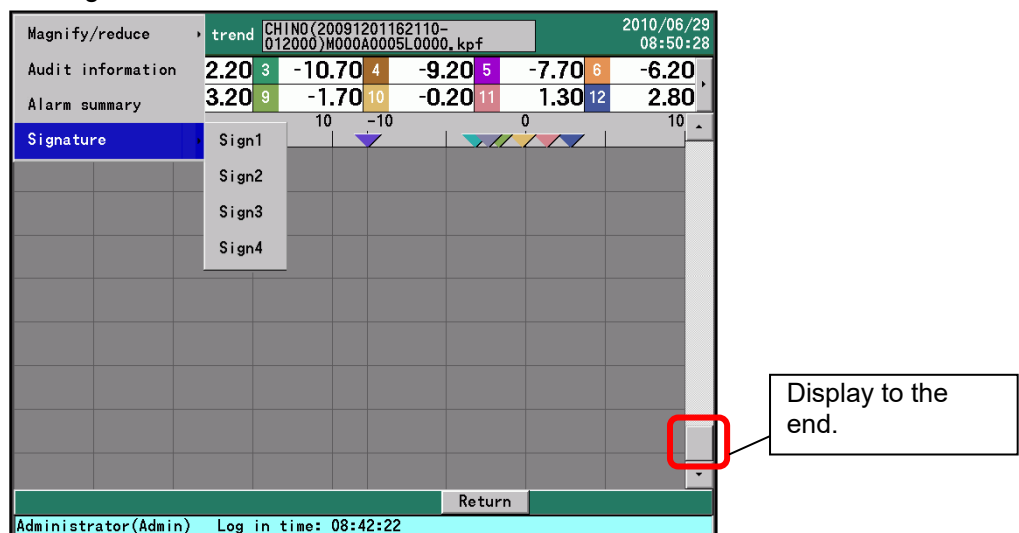 Magnify/reduce
trend
CHINO(20091201162110-
012000)M000A0005L0000.kpf
2010/06/29
08:50:28
Audit information
2.20 3 -10.70 4 -9.20 5 -7.70 6 -6.20
Alarm summary
3.20 9 -1.70 10 -0.20 11 1.30 12 2.80
10 -10 0 10
Signature
Sign1
Sign2
Sign3
Sign4
Display to the
end.
Return
Administrator(Admin) Log in time: 08:42:22